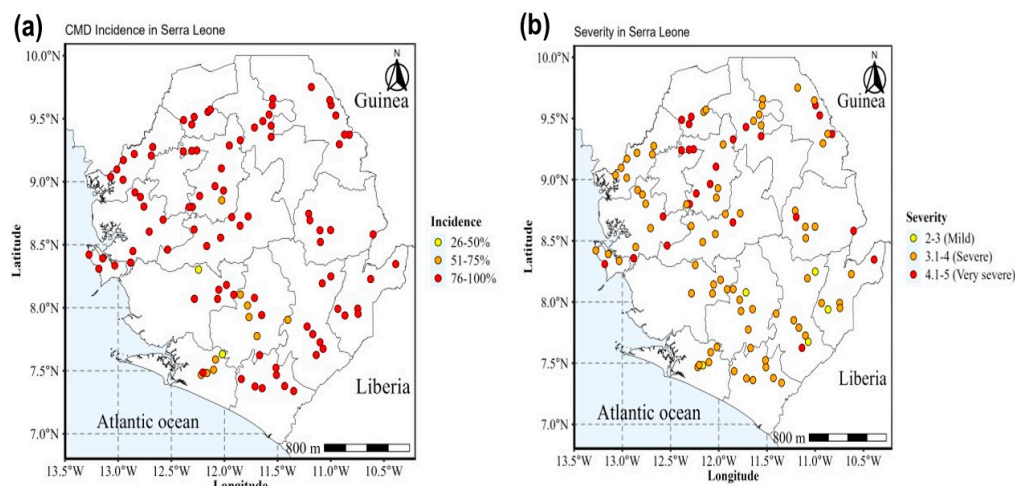 (a)
CMD Incidence in Serra Leone
10.0°N
9.5°N
9.0°N
8.5°N
8.0°N
7.5°N
7.0°N
Latitude
N
Guinea
Liberia
Atlantic ocean
800 m
13.5°W 13.0°W 12.5°W 12.0°W 11.5°W 11.0°W 10.5°W
Longitude
Incidence
26-50%
51-75%
76-100%
(b)
Severity in Serra Leone
10.0°N
9.5°N
9.0°N
8.5°N
8.0°N
7.5°N
7.0°N
Latitude
N
Guinea
Liberia
Atlantic ocean
800 m
13.5°W 13.0°W 12.5°W 12.0°W 11.5°W 11.0°W 10.5°W
Longitude
Severity
2-3 (Mild)
3.1-4 (Severe)
4.1-5 (Very severe)